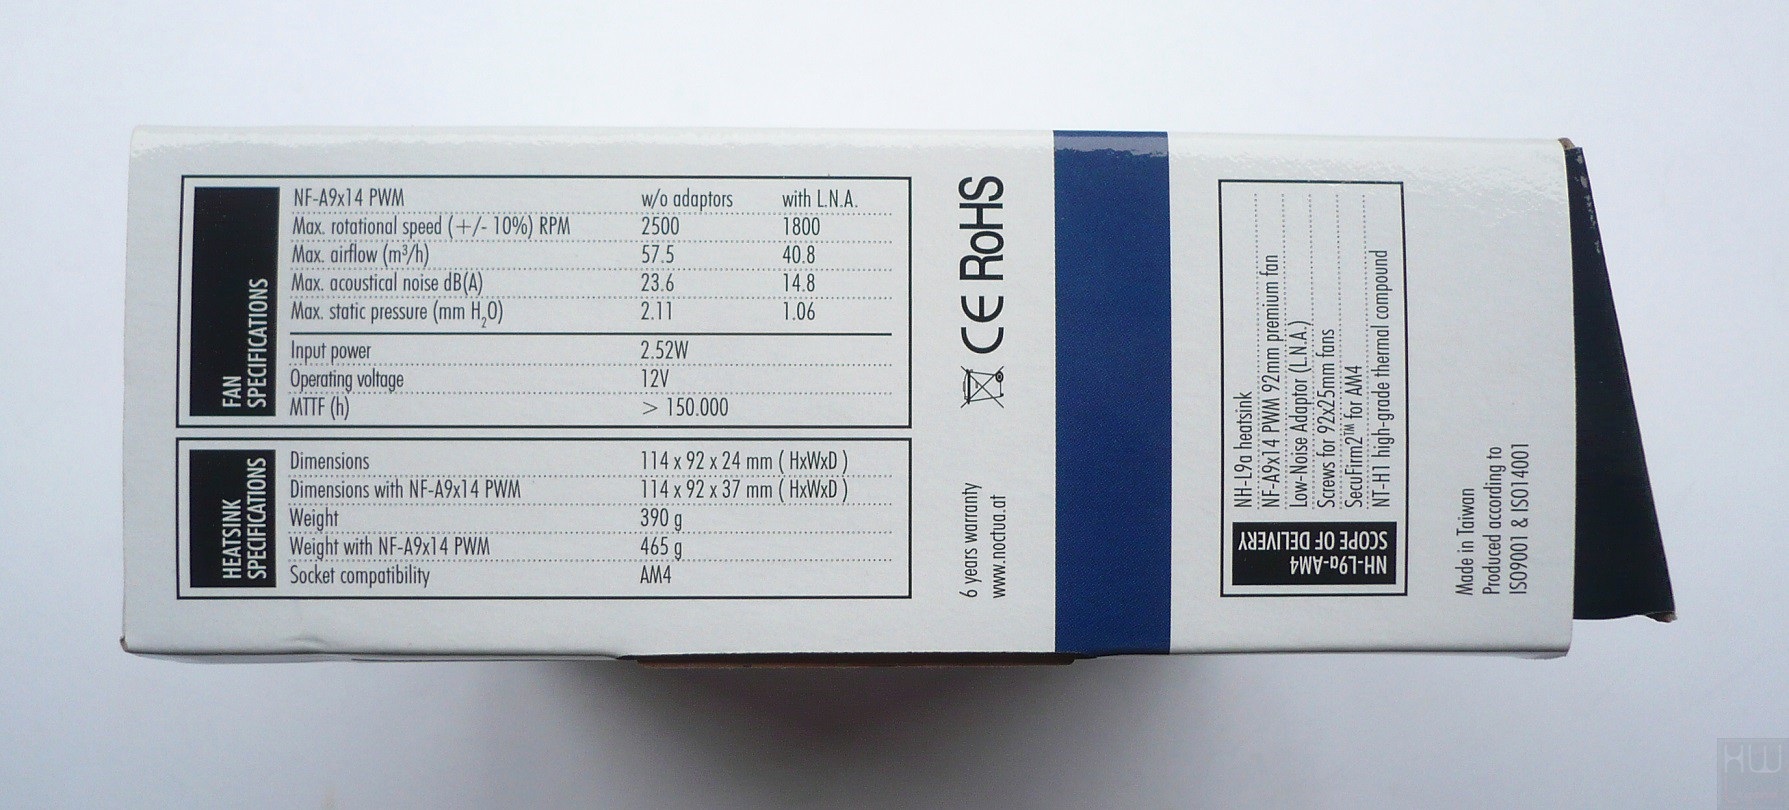 FAN
SPECIFICATIONS
NF-A9x14 PWM w/o adaptors with L.N.A.
Max. rotational speed (+/- 10%) RPM 2500 1800
Max. airflow (m³/h) 57.5 40.8
Max. acoustical noise dB(A) 23.6 14.8
Max. static pressure (mm H₂O) 2.11 1.06
Input power 2.52W
Operating voltage 12V
MTTF (h) > 150.000
HEATSINK
SPECIFICATIONS
Dimensions 114 x 92 x 24 mm ( HxWxD )
Dimensions with NF-A9x14 PWM 114 x 92 x 37 mm ( HxWxD )
Weight 390 g
Weight with NF-A9x14 PWM 465 g
Socket compatibility AM4
CE RoHS
6 years warranty
www.noctua.at
NH-L9a-AM4
SCOPE OF DELIVERY
NH-L9a heatsink
NF-A9x14 PWM 92mm premium fan
Low-Noise Adaptor (L.N.A.)
Screws for 92x25mm fans
SecuFirm2™ for AM4
NT-H1 high-grade thermal compound
Made in Taiwan
Produced according to
ISO9001 & ISO14001
HW